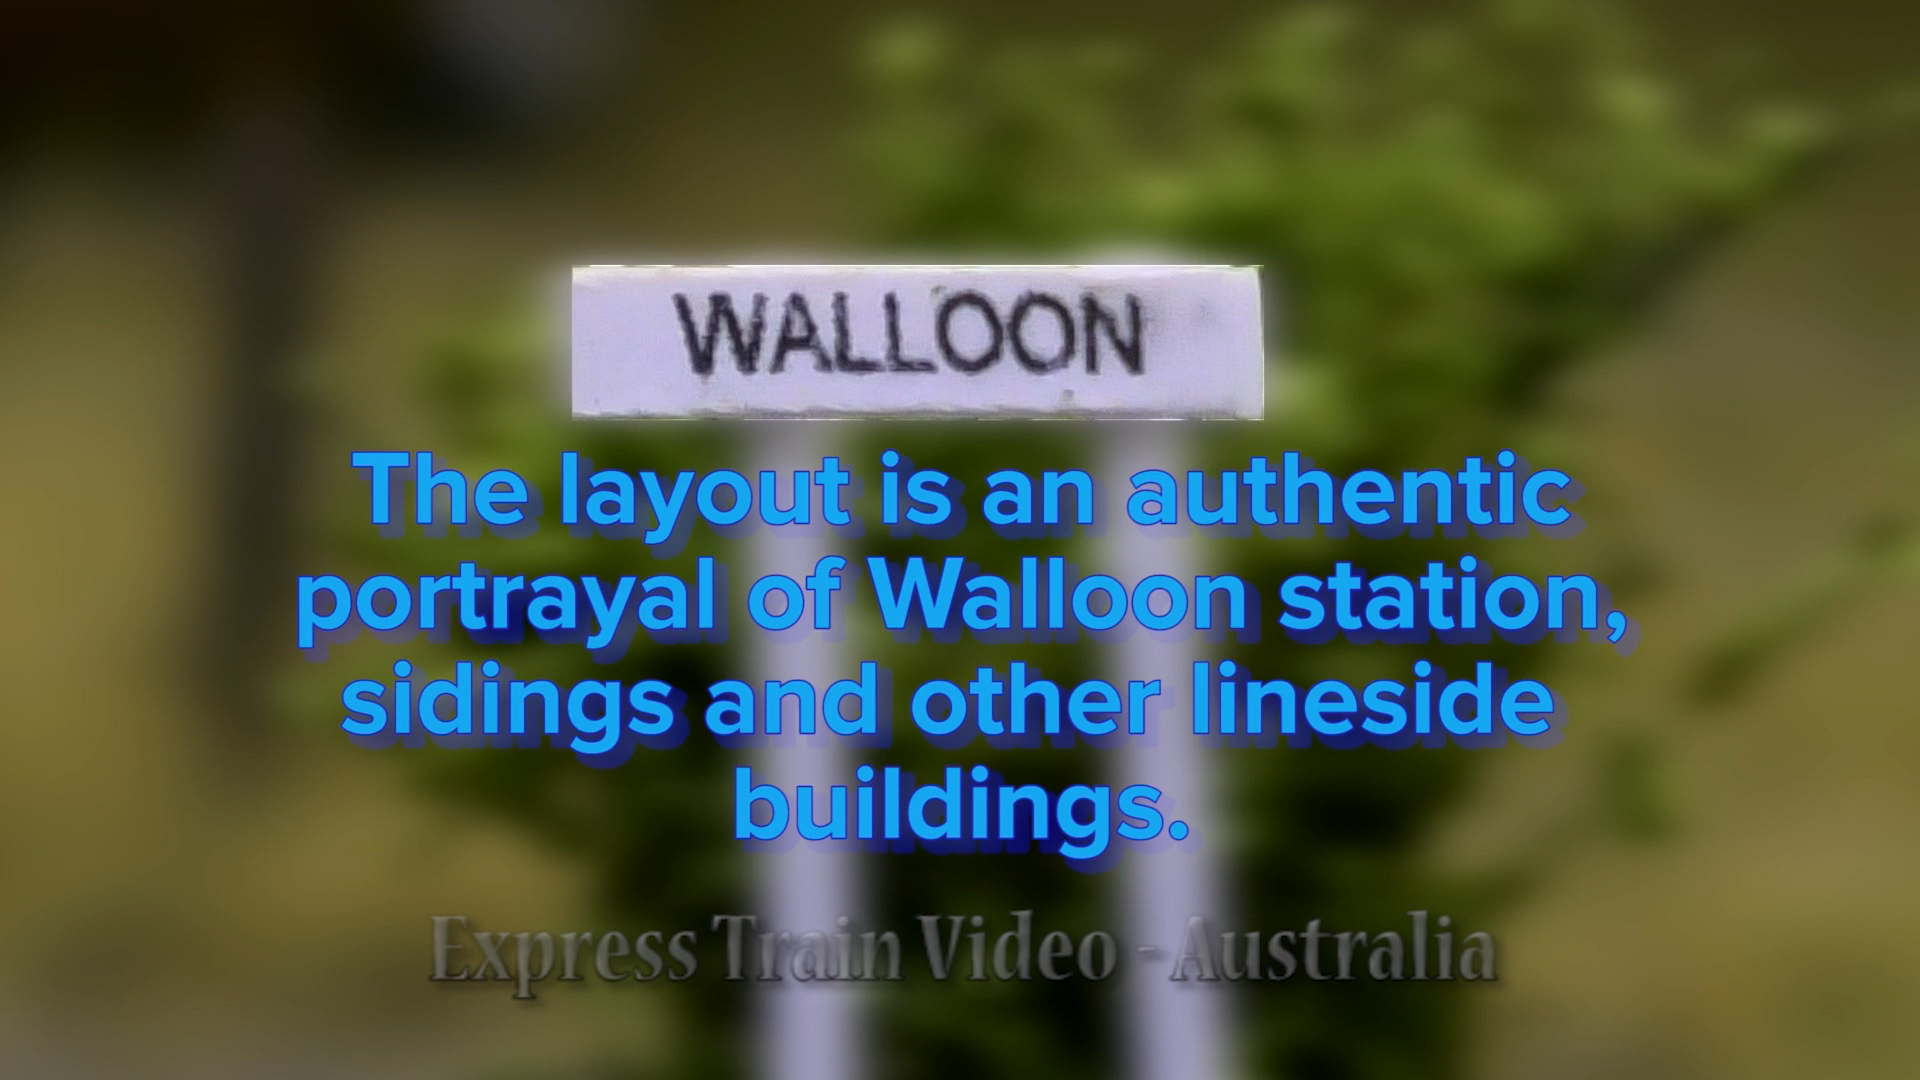 WALLOON
The layout is an authentic
portrayal of Walloon station,
sidings and other lineside
buildings.
Express Train Video - Australia